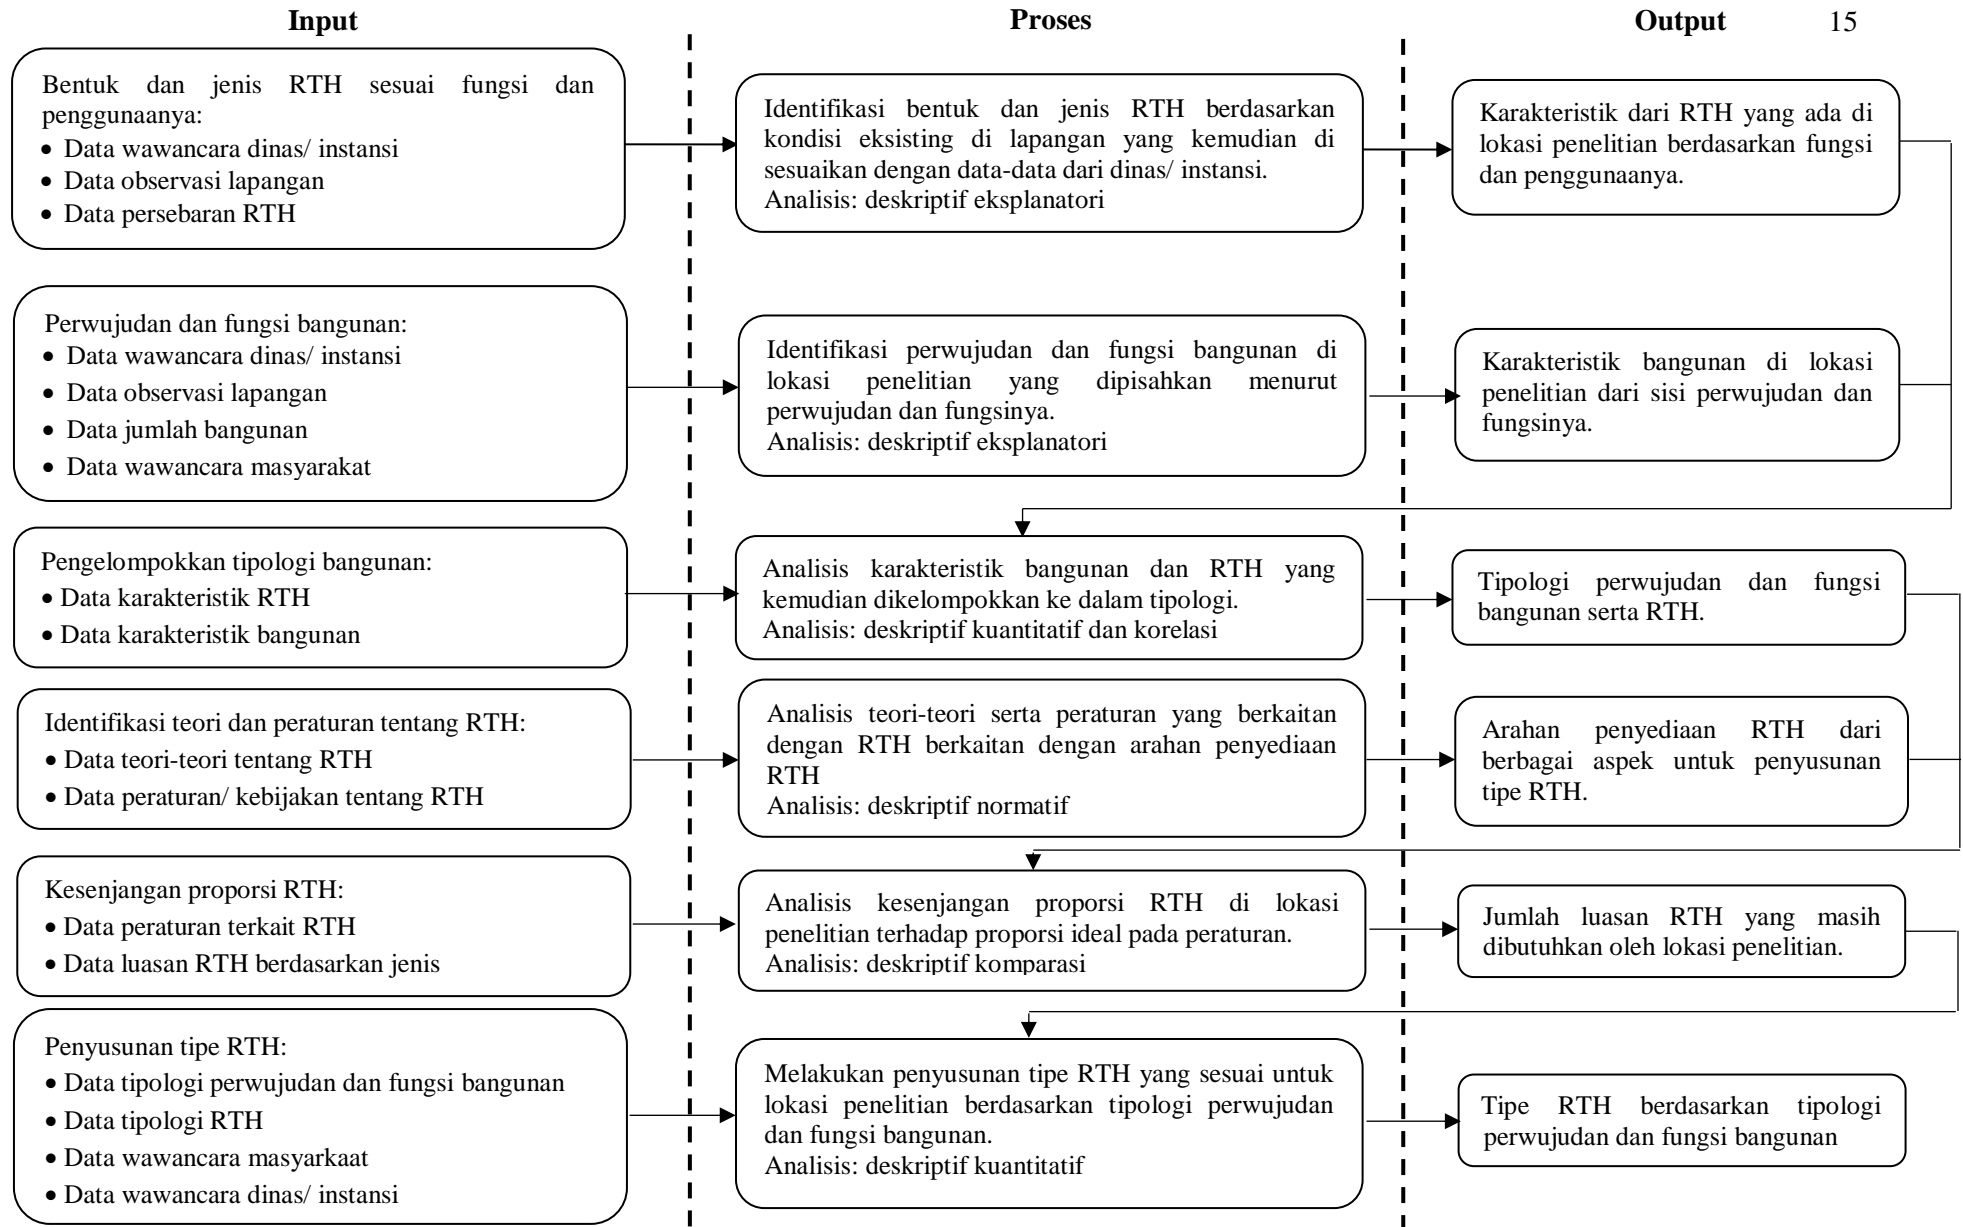 Input
Proses
Output
15
Bentuk dan jenis RTH sesuai fungsi dan
penggunaanya:
• Data wawancara dinas/ instansi
• Data observasi lapangan
• Data persebaran RTH
Identifikasi bentuk dan jenis RTH berdasarkan
kondisi eksisting di lapangan yang kemudian di
sesuaikan dengan data-data dari dinas/ instansi.
Analisis: deskriptif eksplanatori
Karakteristik dari RTH yang ada di
lokasi penelitian berdasarkan fungsi
dan penggunaanya.
Perwujudan dan fungsi bangunan:
• Data wawancara dinas/ instansi
• Data observasi lapangan
• Data jumlah bangunan
• Data wawancara masyarakat
Identifikasi perwujudan dan fungsi bangunan di
lokasi penelitian yang dipisahkan menurut
perwujudan dan fungsinya.
Analisis: deskriptif eksplanatori
Karakteristik bangunan di lokasi
penelitian dari sisi perwujudan dan
fungsinya.
Pengelompokkan tipologi bangunan:
• Data karakteristik RTH
• Data karakteristik bangunan
Analisis karakteristik bangunan dan RTH yang
kemudian dikelompokkan ke dalam tipologi.
Analisis: deskriptif kuantitatif dan korelasi
Tipologi perwujudan dan fungsi
bangunan serta RTH.
Identifikasi teori dan peraturan tentang RTH:
• Data teori-teori tentang RTH
• Data peraturan/ kebijakan tentang RTH
Analisis teori-teori serta peraturan yang berkaitan
dengan RTH berkaitan dengan arahan penyediaan
RTH
Analisis: deskriptif normatif
Arahan penyediaan RTH dari
berbagai aspek untuk penyusunan
tipe RTH.
Kesenjangan proporsi RTH:
• Data peraturan terkait RTH
• Data luasan RTH berdasarkan jenis
Analisis kesenjangan proporsi RTH di lokasi
penelitian terhadap proporsi ideal pada peraturan.
Analisis: deskriptif komparasi
Jumlah luasan RTH yang masih
dibutuhkan oleh lokasi penelitian.
Penyusunan tipe RTH:
• Data tipologi perwujudan dan fungsi bangunan
• Data tipologi RTH
• Data wawancara masyarkaat
• Data wawancara dinas/ instansi
Melakukan penyusunan tipe RTH yang sesuai untuk
lokasi penelitian berdasarkan tipologi perwujudan
dan fungsi bangunan.
Analisis: deskriptif kuantitatif
Tipe RTH berdasarkan tipologi
perwujudan dan fungsi bangunan